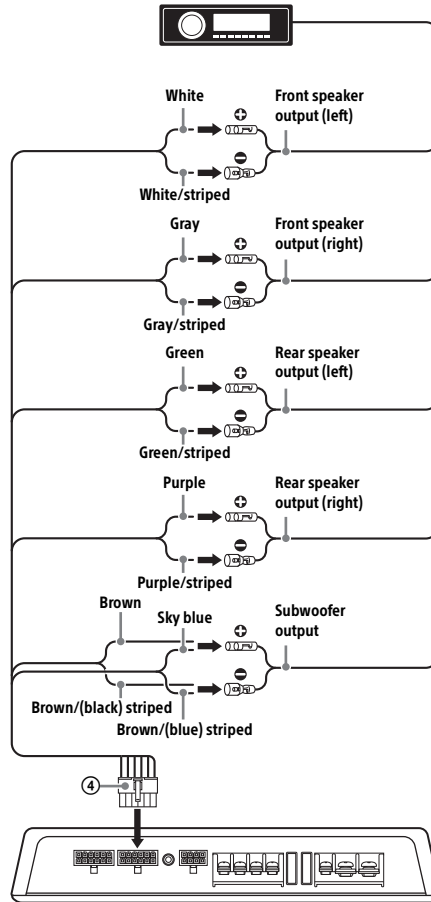 White
Front speaker
output (left)
White/striped
Gray
Front speaker
output (right)
Gray/striped
Green
Rear speaker
output (left)
Green/striped
Purple
Rear speaker
output (right)
Purple/striped
Brown
Sky blue
Subwoofer
output
Brown/(black) striped
Brown/(blue) striped
④